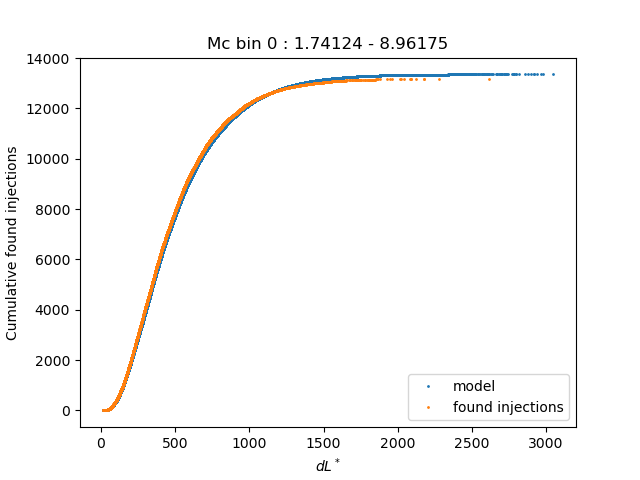 Mc bin 0 : 1.74124 - 8.96175
Cumulative found injections
14000
12000
10000
8000
6000
4000
2000
0
0 500 1000 1500 2000 2500 3000
dL*
model
found injections